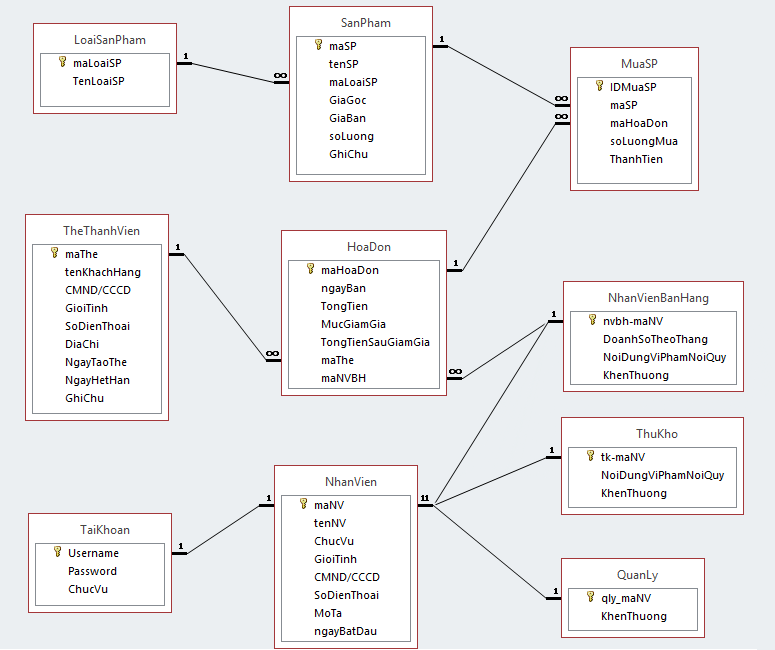 LoaiSanPham
maLoaiSP
TenLoaiSP
1
∞
SanPham
maSP
tenSP
maLoaiSP
GiaGoc
GiaBan
soLuong
GhiChu
1
∞
∞
MuaSP
IDMuaSP
maSP
maHoaDon
soLuongMua
ThanhTien
TheThanhVien
maThe
tenKhachHang
CMND/CCCD
GioiTinh
SoDienThoai
DiaChi
NgayTaoThe
NgayHetHan
GhiChu
1
∞
HoaDon
maHoaDon
ngayBan
TongTien
MucGiamGia
TongTienSauGiamGia
maThe
maNVBH
1
∞
1
NhanVienBanHang
nvbh-maNV
DoanhSoTheoThang
NoiDungViPhamNoiQuy
KhenThuong
1
ThuKho
tk-maNV
NoiDungViPhamNoiQuy
KhenThuong
TaiKhoan
Username
Password
ChucVu
1
1
NhanVien
maNV
tenNV
ChucVu
GioiTinh
CMND/CCCD
SoDienThoai
MoTa
ngayBatDau
11
1
QuanLy
qly_maNV
KhenThuong